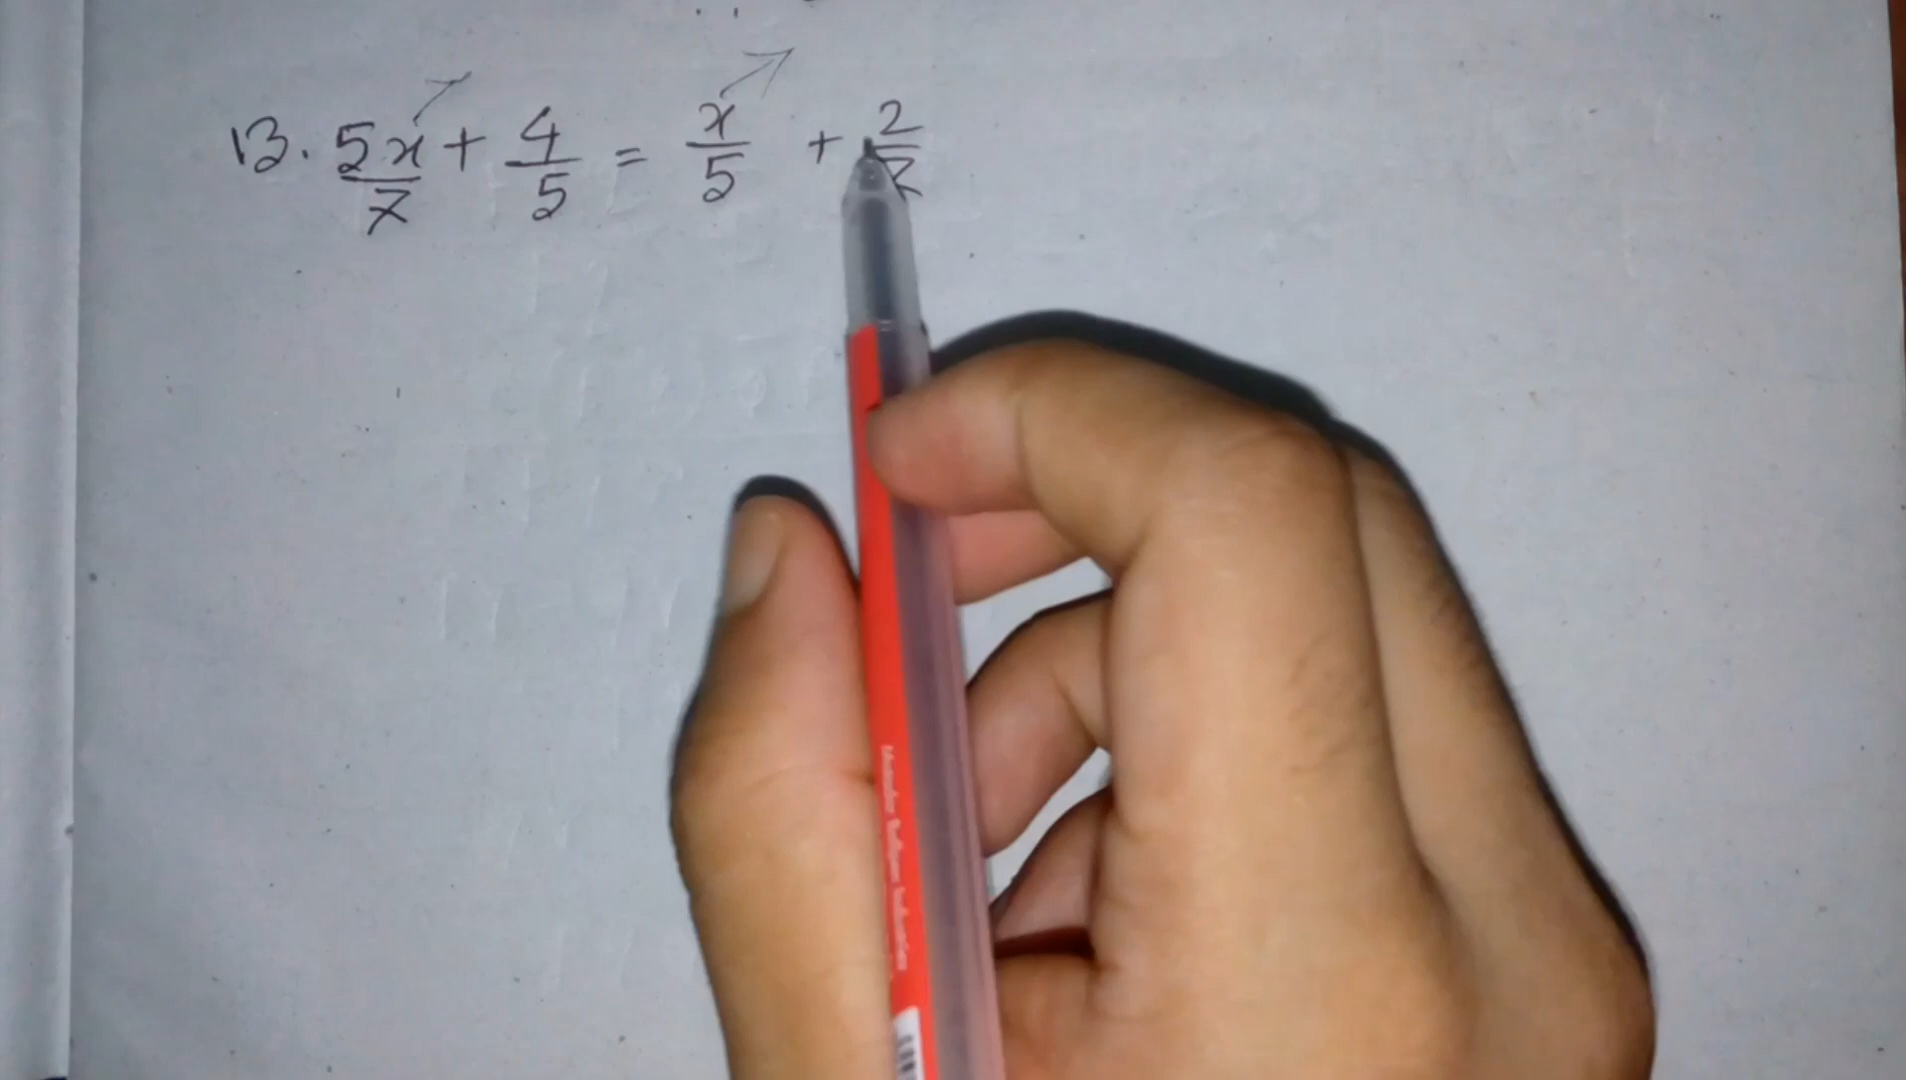 13. 5x/7 + 4/5 = x/5 + 2/7